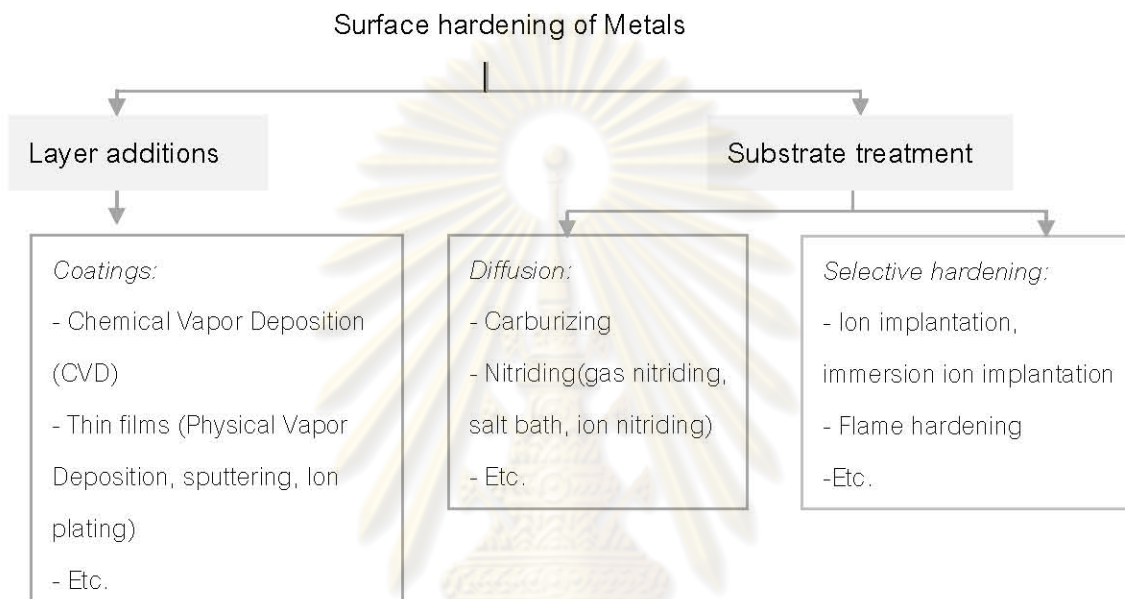 Surface hardening of Metals
Layer additions
Substrate treatment
Coatings:
- Chemical Vapor Deposition
(CVD)
- Thin films (Physical Vapor
Deposition, sputtering, Ion
plating)
- Etc.
Diffusion:
- Carburizing
- Nitriding(gas nitriding,
salt bath, ion nitriding)
- Etc.
Selective hardening:
- Ion implantation,
immersion ion implantation
- Flame hardening
-Etc.